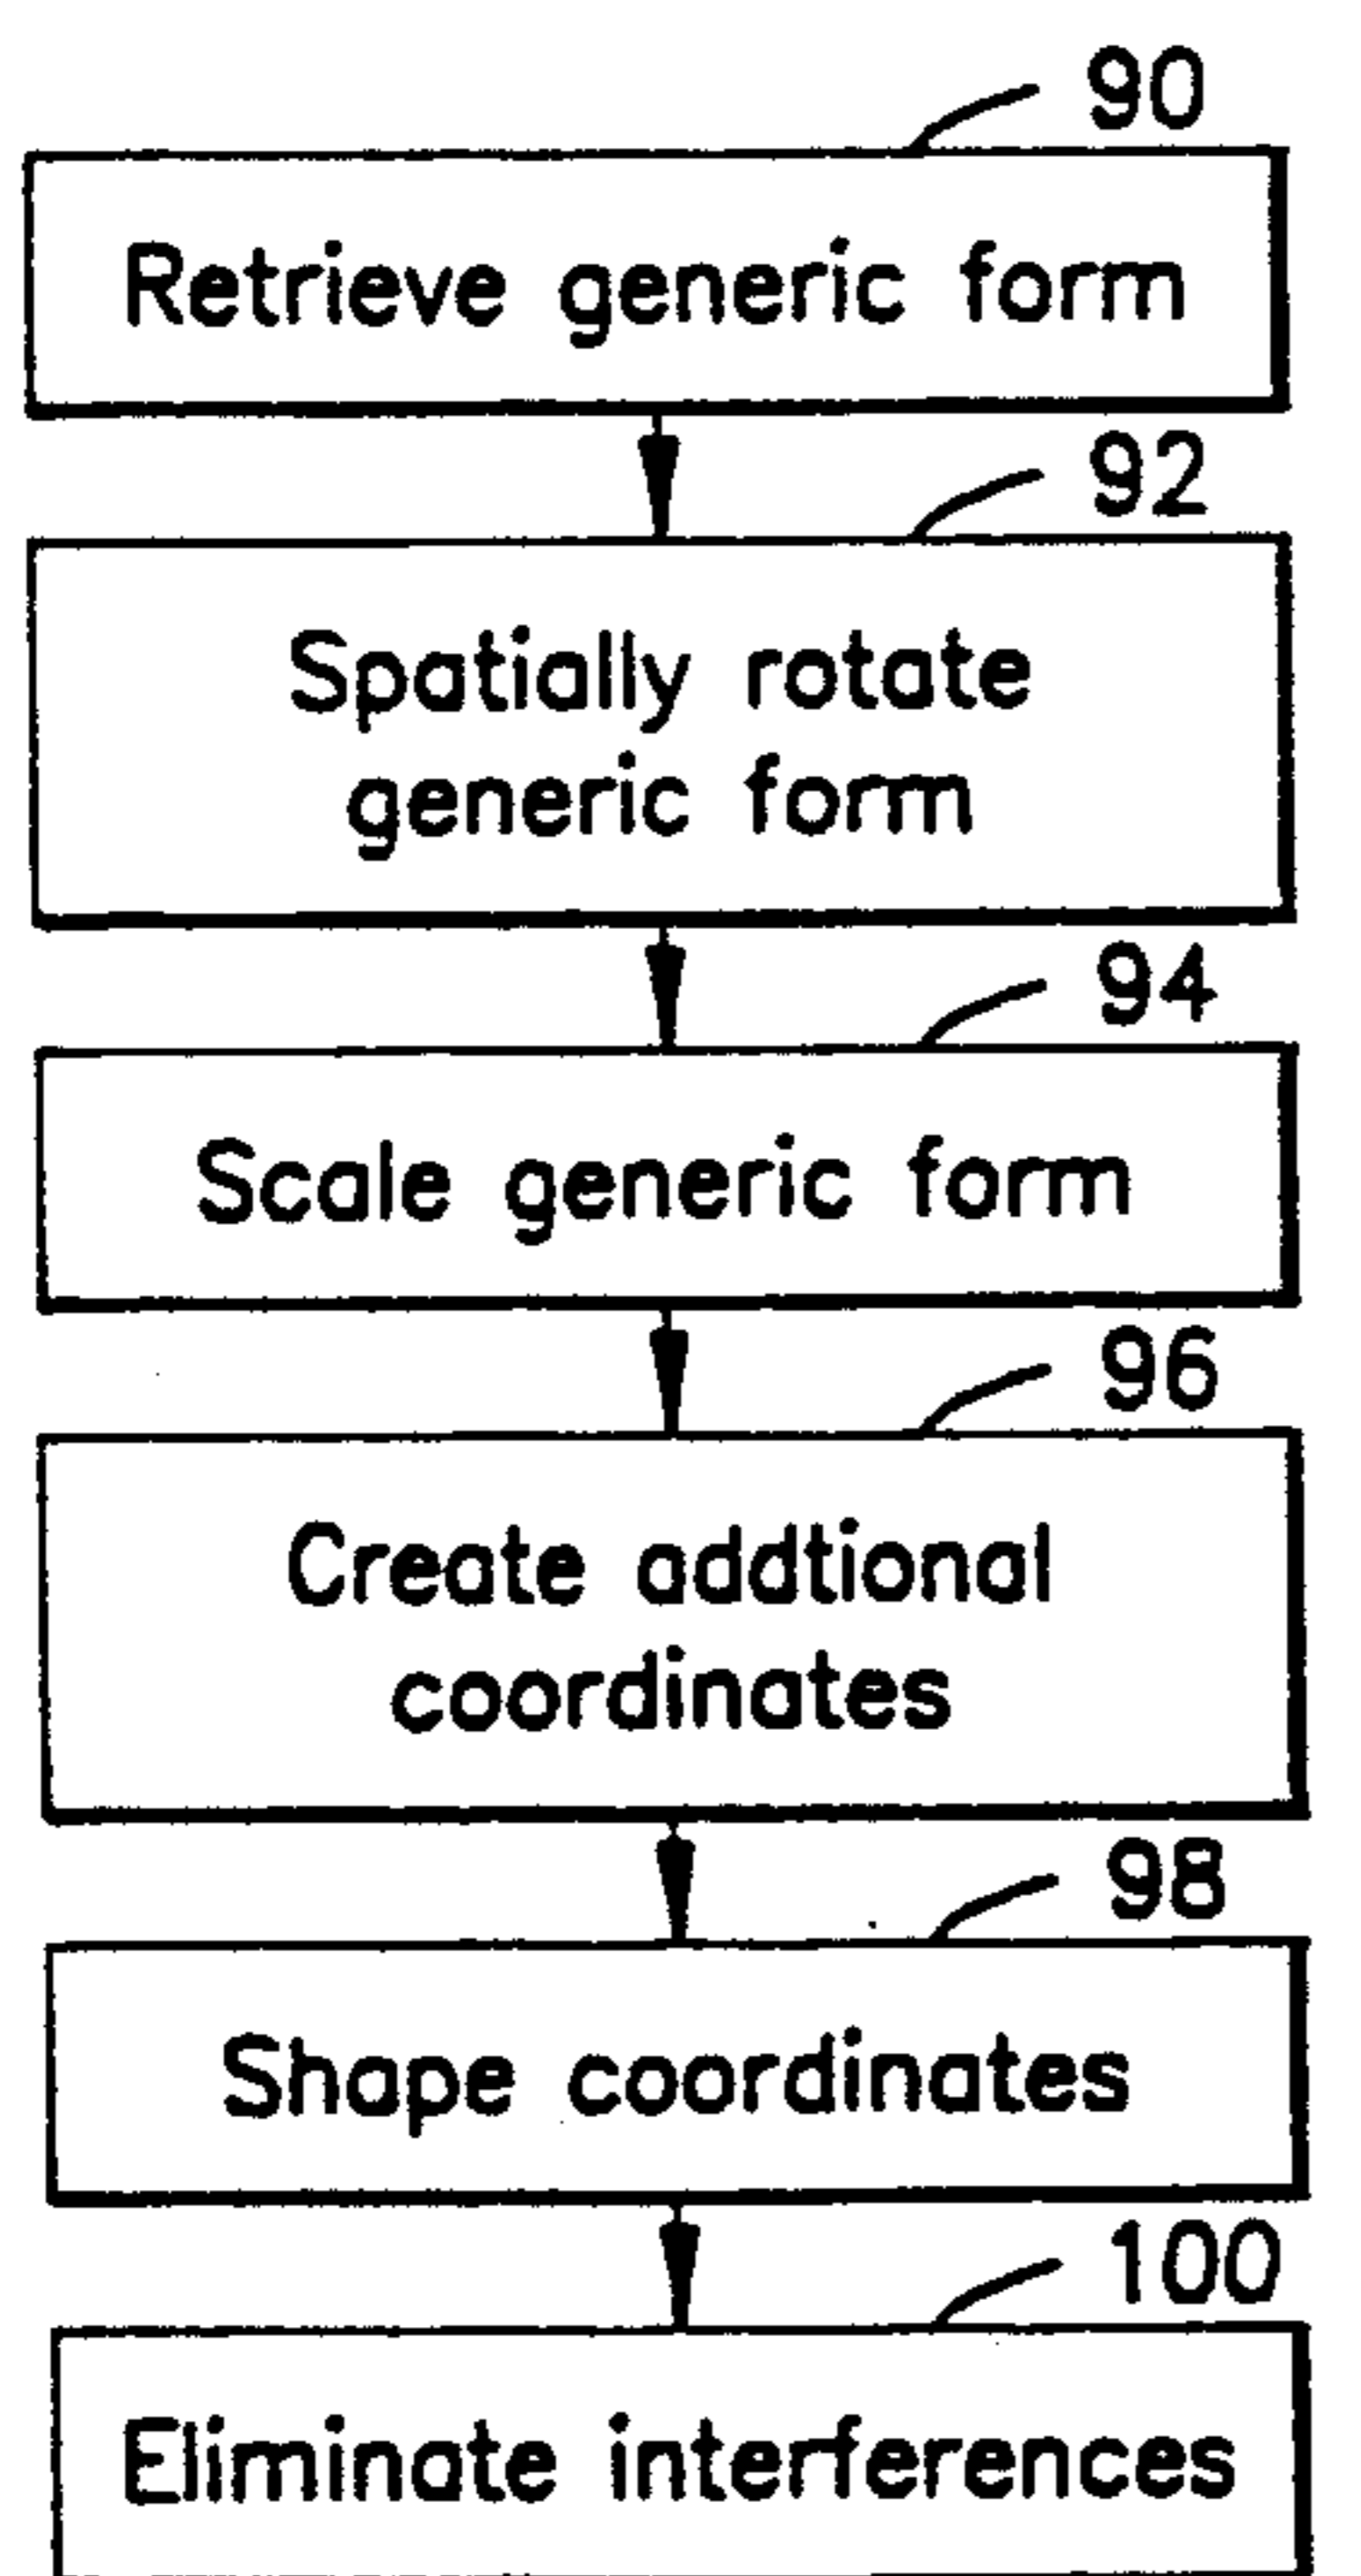 90
Retrieve generic form
92
Spatially rotate
generic form
94
Scale generic form
96
Create addtional
coordinates
98
Shape coordinates
100
Eliminate interferences